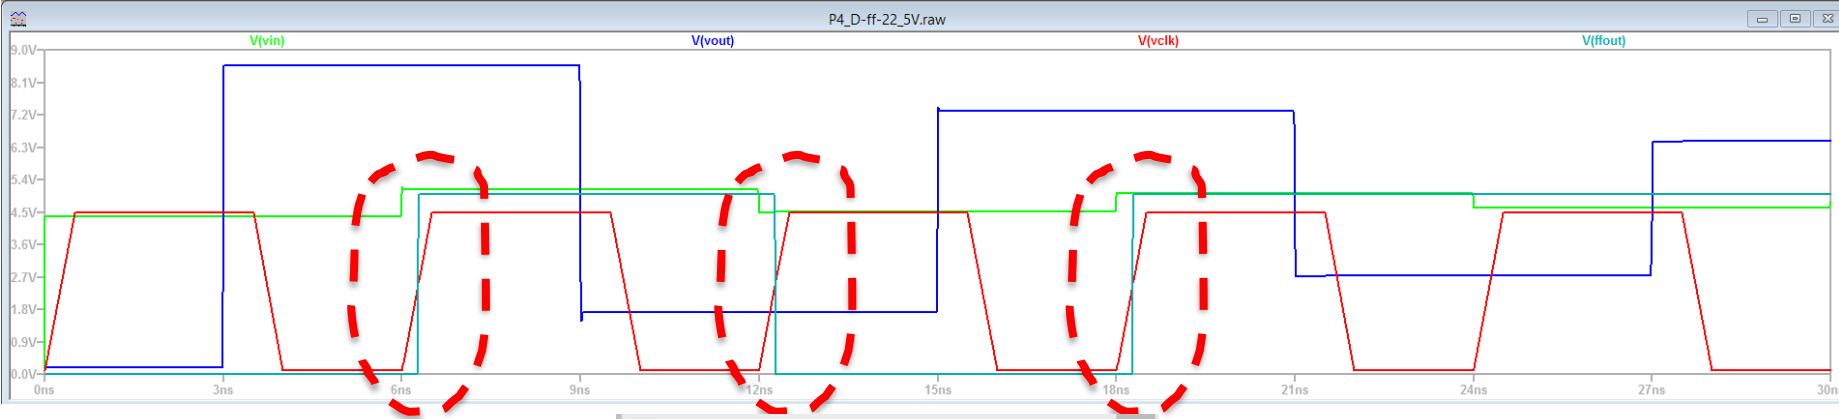 P4_D-ff-22_5V.raw
V(vin) V(vout) V(vclk) V(ffout)
9.0V
8.1V
7.2V
6.3V
5.4V
4.5V
3.6V
2.7V
1.8V
0.9V
0.0V
0ns 3ns 6ns 9ns 12ns 15ns 18ns 21ns 24ns 27ns 30ns